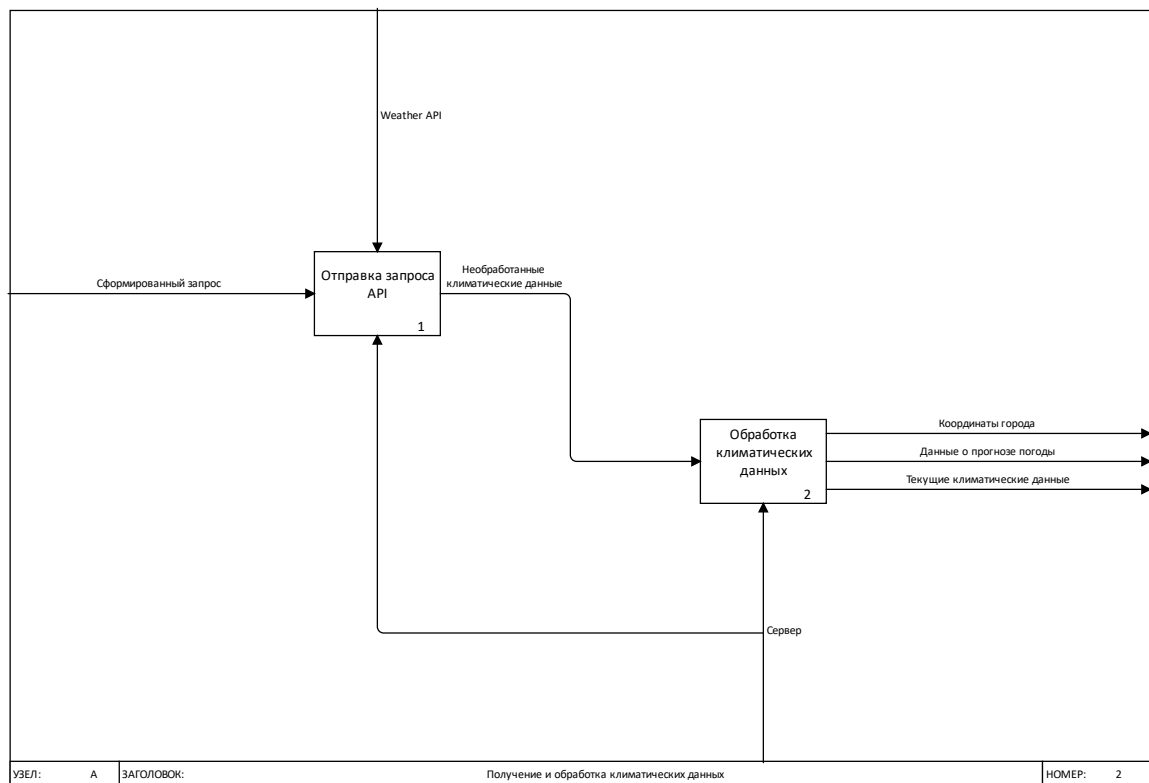 Weather API
Сформированный запрос
Отправка запроса
API
1
Необработанные
климатические данные
Обработка
климатических
данных
2
Координаты города
Данные о прогнозе погоды
Текущие климатические данные
Сервер
УЗЕЛ: A ЗАГОЛОВОК: Получение и обработка климатических данных НОМЕР: 2